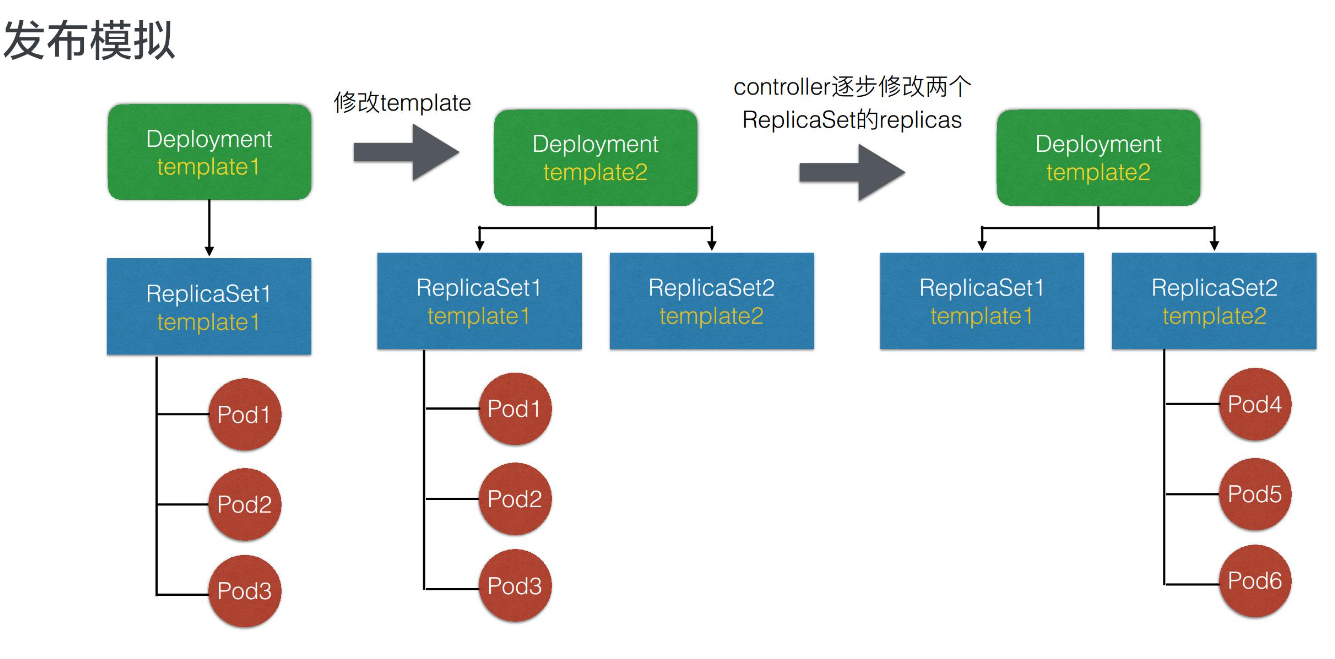 发布模拟
Deployment
template1
ReplicaSet1
template1
Pod1
Pod2
Pod3
修改template
Deployment
template2
ReplicaSet1
template1
ReplicaSet2
template2
Pod1
Pod2
Pod3
controller逐步修改两个
ReplicaSet的replicas
Deployment
template2
ReplicaSet1
template1
ReplicaSet2
template2
Pod4
Pod5
Pod6